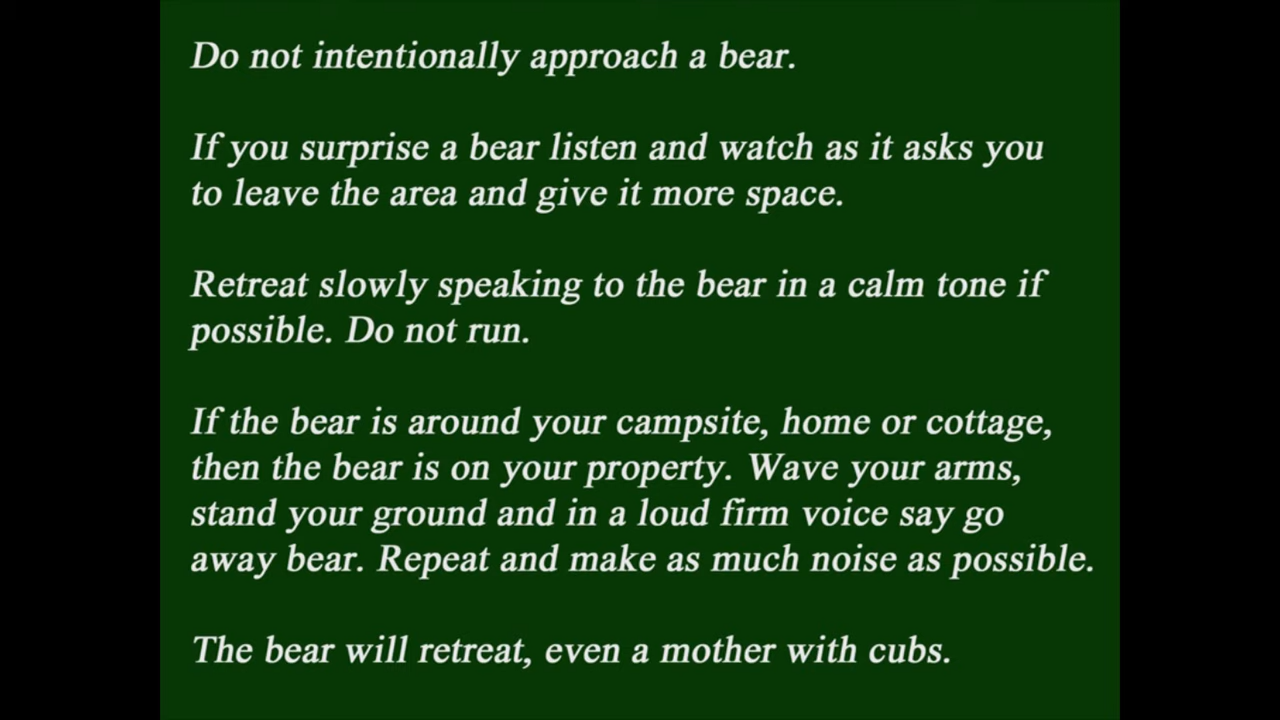 Do not intentionally approach a bear.
If you surprise a bear listen and watch as it asks you
to leave the area and give it more space.
Retreat slowly speaking to the bear in a calm tone if
possible. Do not run.
If the bear is around your campsite, home or cottage,
then the bear is on your property. Wave your arms,
stand your ground and in a loud firm voice say go
away bear. Repeat and make as much noise as possible.
The bear will retreat, even a mother with cubs.